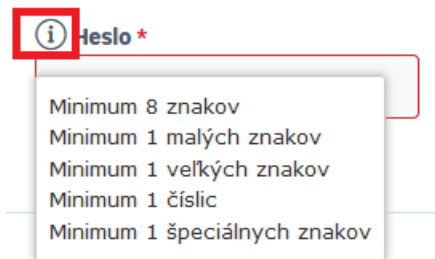 i Heslo *
Minimum 8 znakov
Minimum 1 malých znakov
Minimum 1 veľkých znakov
Minimum 1 číslic
Minimum 1 špeciálnych znakov